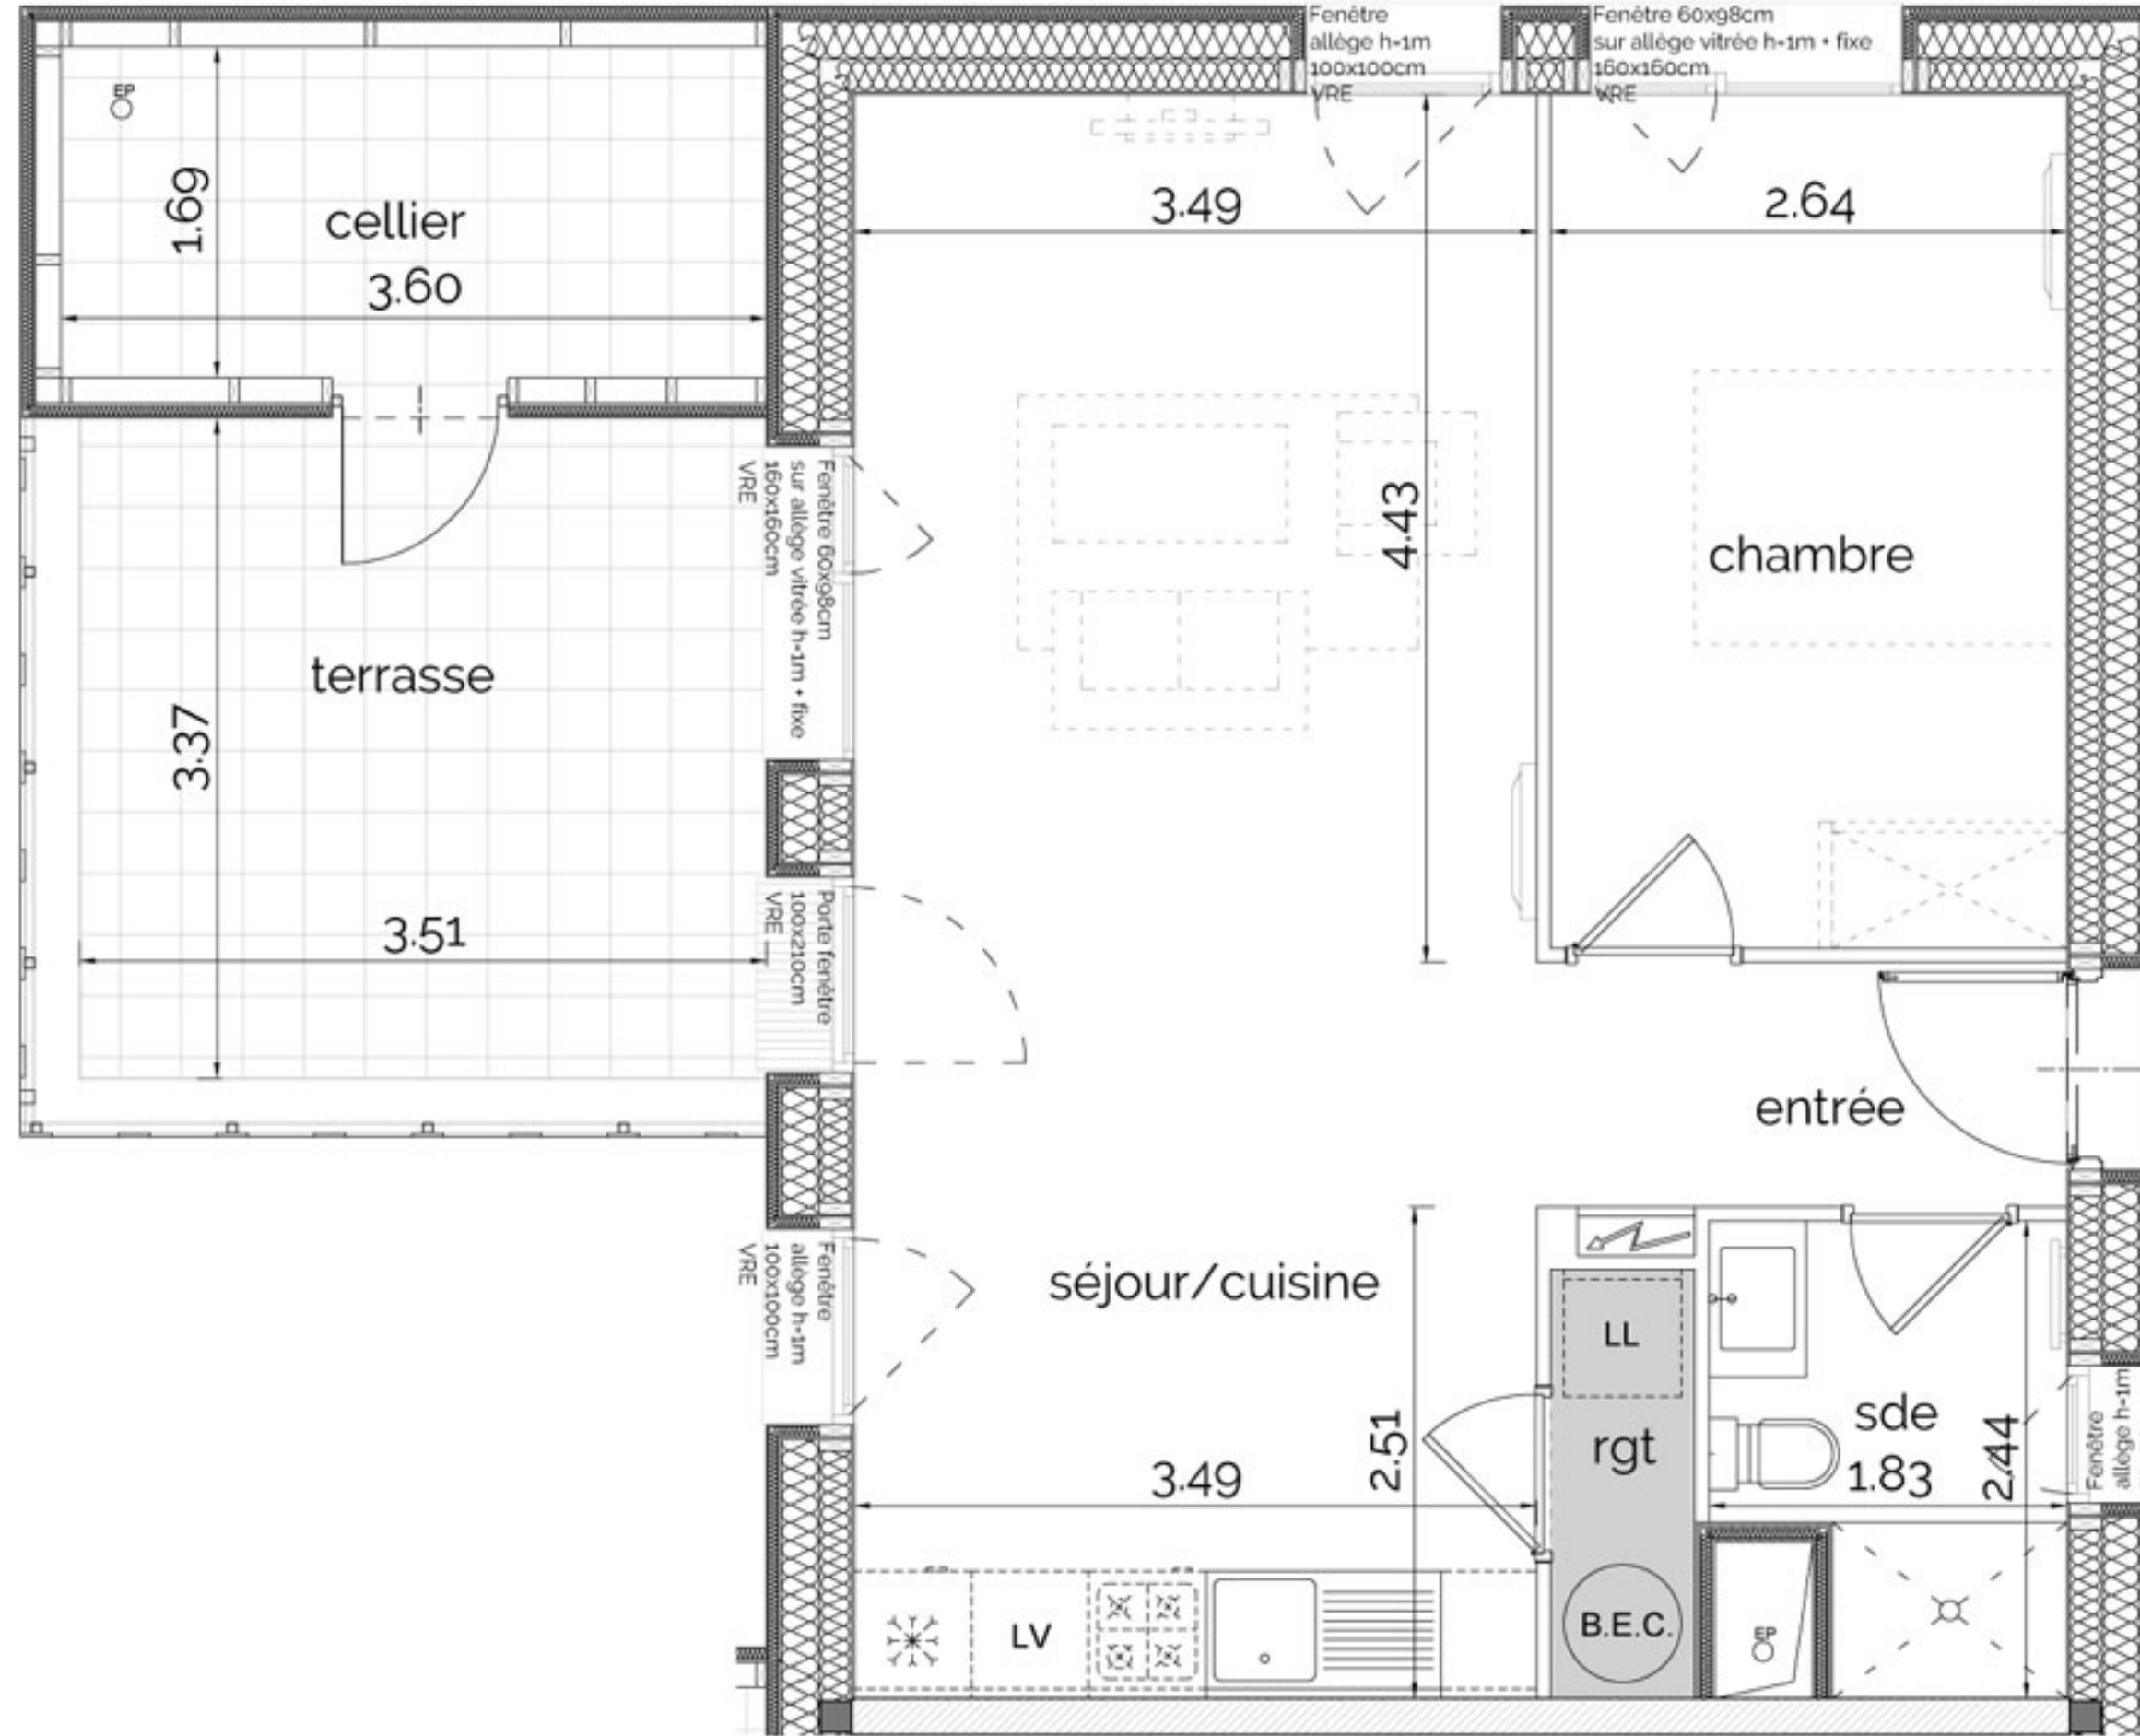 Fenêtre
allège h=1m
100x100cm
VRE
Fenêtre 60x98cm
sur allège vitrée h=1m + fixe
160x160cm
VRE
EP
1.69
cellier
3.60
3.49
2.64
4.43
chambre
Fenêtre 60x98cm
sur allège vitrée h=1m + fixe
160x160cm
VRE
terrasse
3.37
3.51
Porte fenêtre
100x210cm
VRE
entrée
Fenêtre
allège h=1m
100x100cm
VRE
séjour/cuisine
3.49
2.51
LL
rgt
B.E.C.
sde
1.83
2.44
Fenêtre
allège h=1m
LV
EP